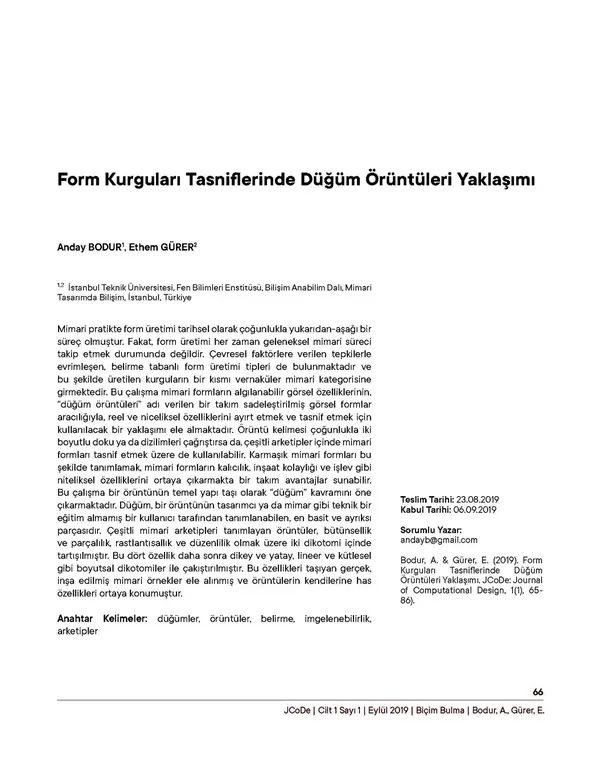 Form Kurguları Tasniflerinde Düğüm Örüntüleri Yaklaşımı
Anday BODUR¹, Ethem GÜRER²
¹,² İstanbul Teknik Üniversitesi, Fen Bilimleri Enstitüsü, Bilişim Anabilim Dalı, Mimari
Tasarımda Bilişim, İstanbul, Türkiye
Mimari pratikte form üretimi tarihsel olarak çoğunlukla yukarıdan-aşağı bir
süreç olmuştur. Fakat, form üretimi her zaman geleneksel mimari süreci
takip etmek durumunda değildir. Çevresel faktörlere verilen tepkilerle
evrimleşen, belirme tabanlı form üretimi tipleri de bulunmaktadır ve
bu şekilde üretilen kurguların bir kısmı vernaküler mimari kategorisine
girmektedir. Bu çalışma mimari formların algılanabilir görsel özelliklerinin,
“düğüm örüntüleri” adı verilen bir takım sadeleştirilmiş görsel formlar
aracılığıyla, reel ve niceliksel özelliklerini ayırt etmek ve tasnif etmek için
kullanılacak bir yaklaşımı ele almaktadır. Örüntü kelimesi çoğunlukla iki
boyutlu doku ya da dizilimleri çağrıştırsa da, çeşitli arketipler içinde mimari
formları tasnif etmek üzere de kullanılabilir. Karmaşık mimari formları bu
şekilde tanımlamak, mimari formların kalıcılık, inşaat kolaylığı ve işlev gibi
niteliksel özelliklerini ortaya çıkarmakta bir takım avantajlar sunabilir.
Bu çalışma bir örüntünün temel yapı taşı olarak “düğüm” kavramını öne
çıkarmaktadır. Düğüm, bir örüntünün tasarımcı ya da mimar gibi teknik bir
eğitim almamış bir kullanıcı tarafından tanımlanabilen, en basit ve ayrıksı
parçasıdır. Çeşitli mimari arketipleri tanımlayan örüntüler, bütünsellik
ve parçalılık, rastlantısallık ve düzenlilik olmak üzere iki dikotomi içinde
tartışılmıştır. Bu dört özellik daha sonra dikey ve yatay, lineer ve kütlesel
gibi boyutsal dikotomiler ile çakıştırılmıştır. Bu özellikleri taşıyan gerçek,
inşa edilmiş mimari örnekler ele alınmış ve örüntülerin kendilerine has
özellikleri ortaya konumuştur.
Anahtar Kelimeler: düğümler, örüntüler, belirme, imgelenebilirlik,
arketipler
Teslim Tarihi: 23.08.2019
Kabul Tarihi: 06.09.2019
Sorumlu Yazar:
andayb@gmail.com
Bodur, A. & Gürer, E. (2019). Form
Kurguları Tasniflerinde Düğüm
Örüntüleri Yaklaşımı. JCoDe: Journal
of Computational Design, 1(1), 65-
86).
66
JCoDe | Cilt 1 Sayı 1 | Eylül 2019 | Biçim Bulma | Bodur, A., Gürer, E.